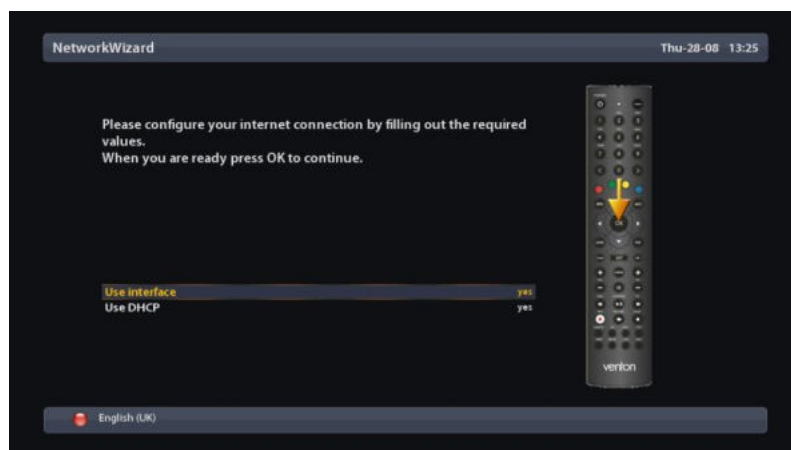 NetworkWizard
Thu-28-08 13:25
Please configure your internet connection by filling out the required
values.
When you are ready press OK to continue.
OK
Use interface yes
Use DHCP yes
venton
English (UK)